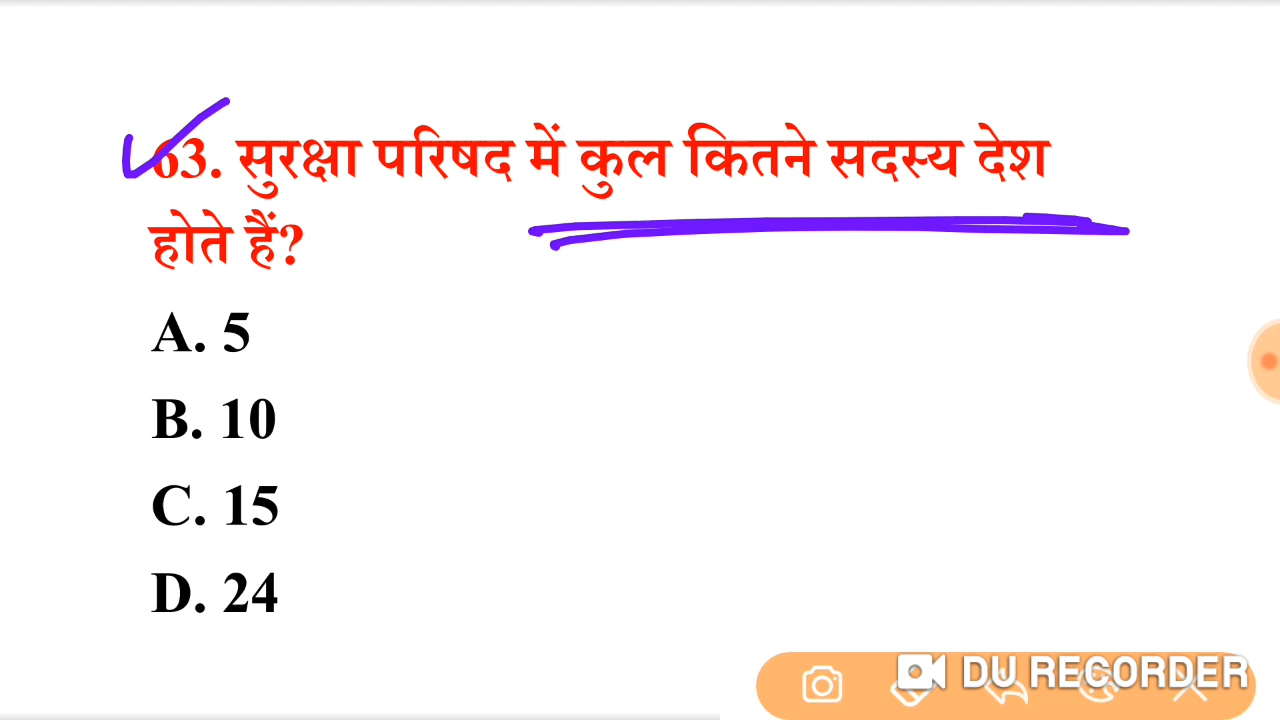 63. सुरक्षा परिषद में कुल कितने सदस्य देश
होते हैं?
A. 5
B. 10
C. 15
D. 24
DU RECORDER